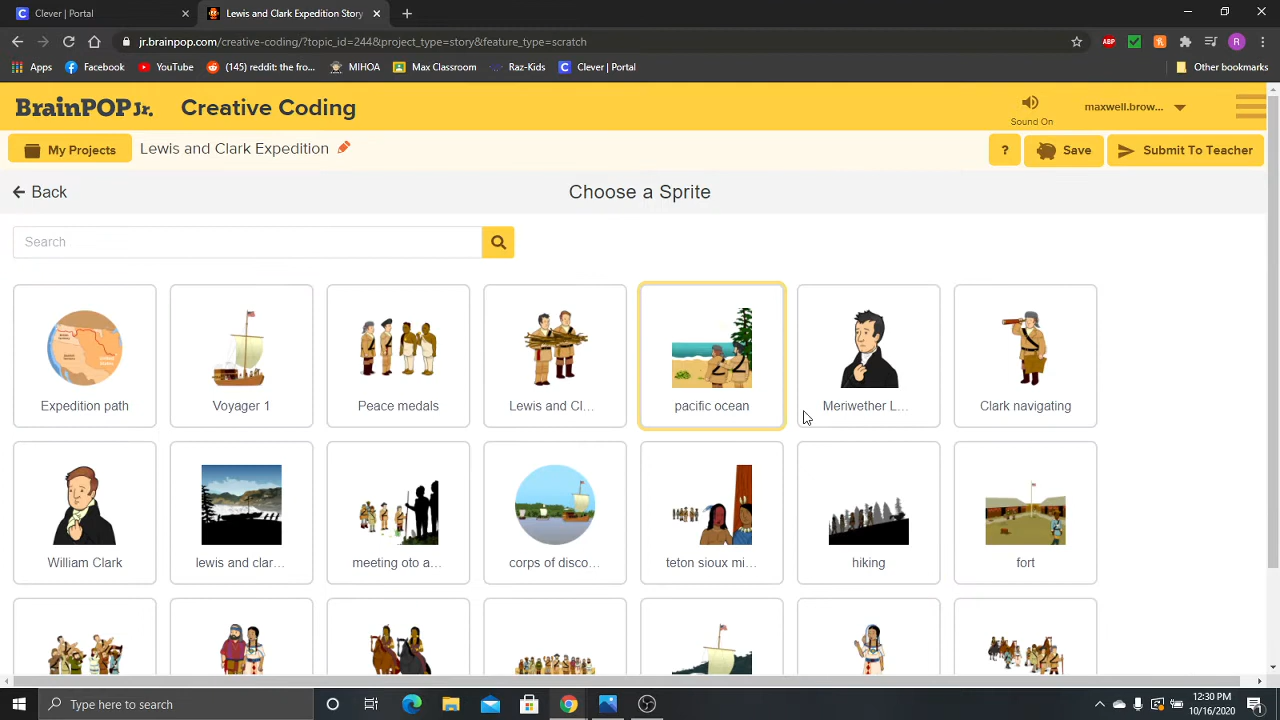 Clever | Portal
Lewis and Clark Expedition Story
jr.brainpop.com/creative-coding/?topic_id=2448project_type=story&feature_type=scratch
ABP
R
Apps
Facebook
YouTube
(145) reddit: the fro...
MIHOA
Max Classroom
Raz-Kids
Clever | Portal
Other bookmarks
BrainPOP Jr.
Creative Coding
Sound On
maxwell.brow...
My Projects
Lewis and Clark Expedition
?
Save
Submit To Teacher
Back
Choose a Sprite
Search
Expedition path
Voyager 1
Peace medals
Lewis and Cl...
pacific ocean
Meriwether L...
Clark navigating
William Clark
lewis and clar...
meeting oto a...
corps of disco...
teton sioux mi...
hiking
fort
Type here to search
12:30 PM
10/16/2020